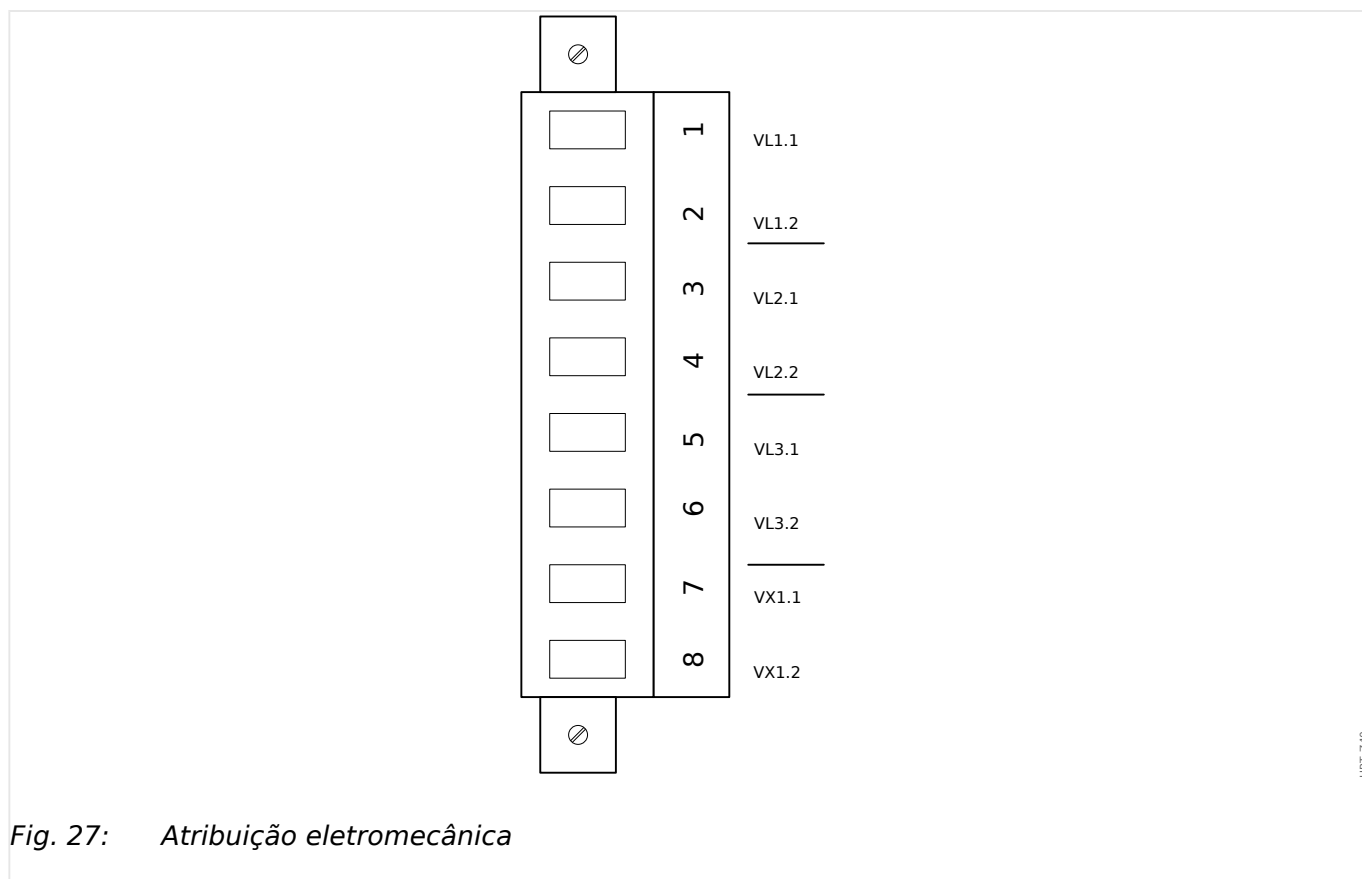 1 VL1.1
2 VL1.2
3 VL2.1
4 VL2.2
5 VL3.1
6 VL3.2
7 VX1.1
8 VX1.2
Fig. 27: Atribuição eletromecânica